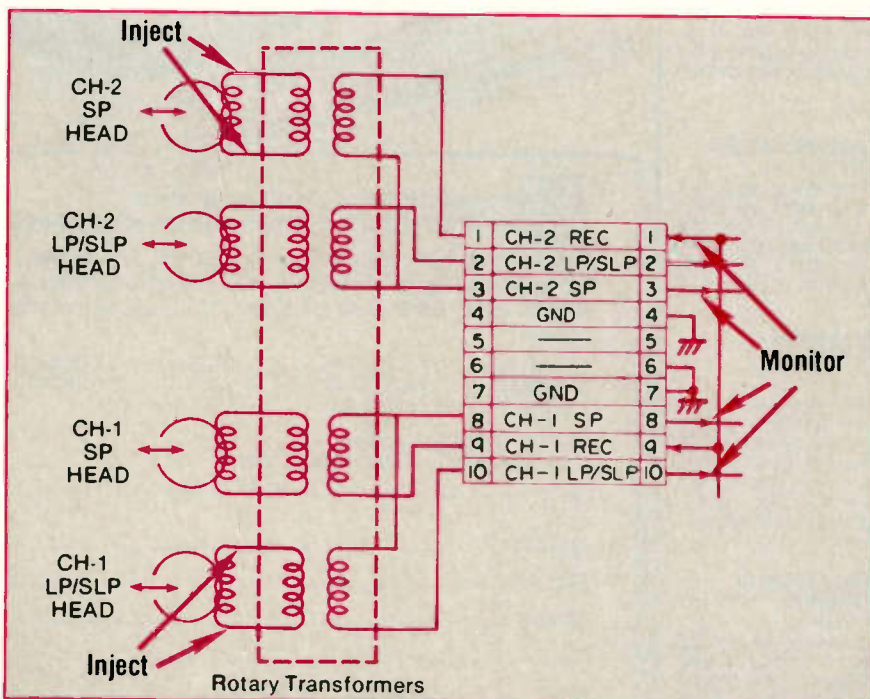 Inject
CH-2
SP
HEAD
CH-2
LP/SLP
HEAD
1 CH-2 REC 1
2 CH-2 LP/SLP 2
3 CH-2 SP 3
4 GND 4
5 — 5
6 — 6
7 GND 7
8 CH-1 SP 8
9 CH-1 REC 9
10 CH-1 LP/SLP 10
Monitor
CH-1
SP
HEAD
CH-1
LP/SLP
HEAD
Inject
Rotary Transformers